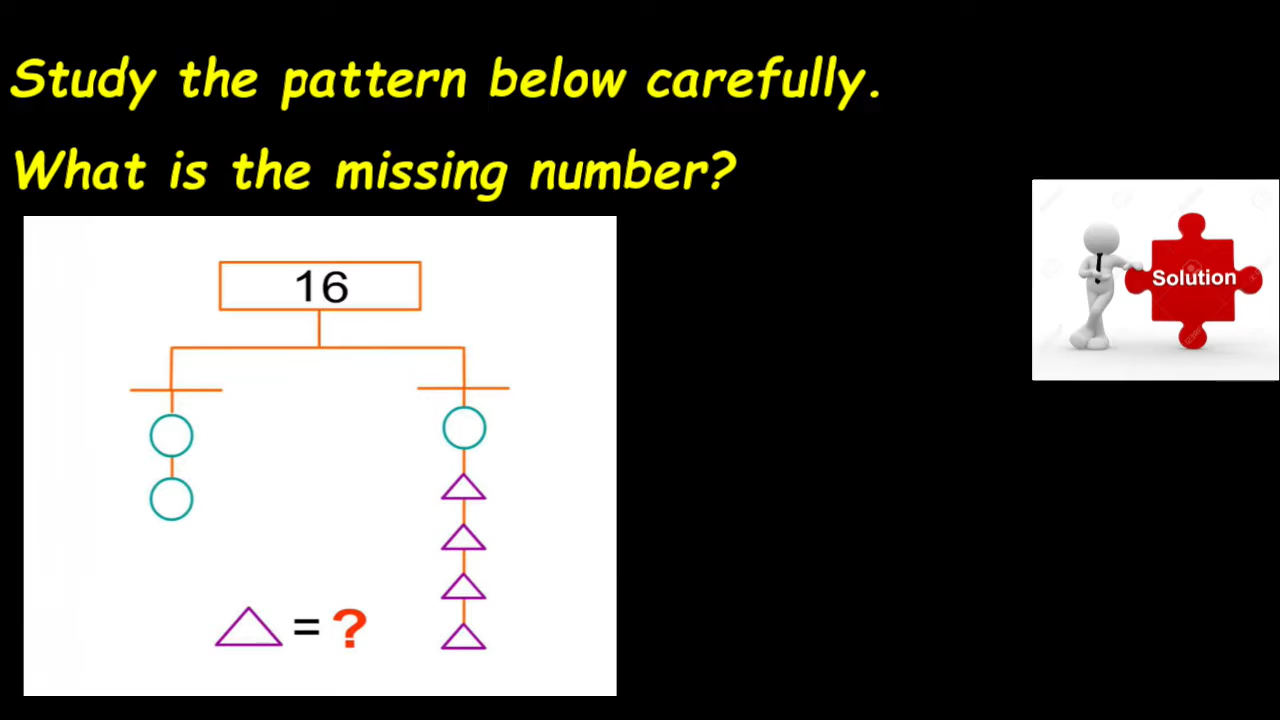 Study the pattern below carefully.
What is the missing number?
16
Solution
= ?